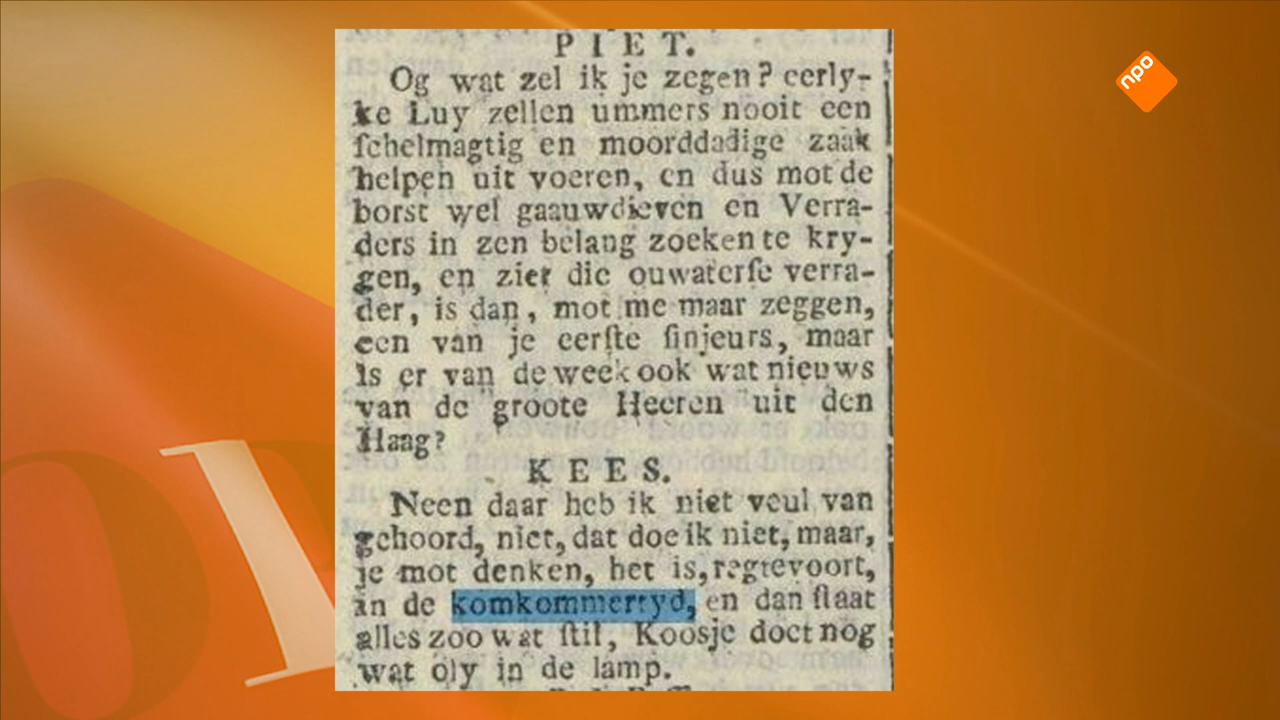 PIET.
Og wat zel ik je zegen? eerly-
ke Luy zellen ummers nooit een
ſchelmagtig en moorddadige zaak
helpen uit voeren, en dus mot de
borst wel gaauwdieven en Verra-
ders in zen belang zoeken te kry-
gen, en ziet die ouwaterſe verra-
der, is dan, mot me maar zeggen,
een van je eerſte ſinjeurs, maar
is er van de week ook wat nieuws
van de groote Heeren uit den
Haag?
KEES.
Neen daar heb ik niet veul van
gehoord, niet, dat doe ik niet, maar,
je mot denken, het is, regtevoort,
in de komkommertyd, en dan ſlaat
alles zoo wat ſtil, Koosje doet nog
wat oly in de lamp.
npo